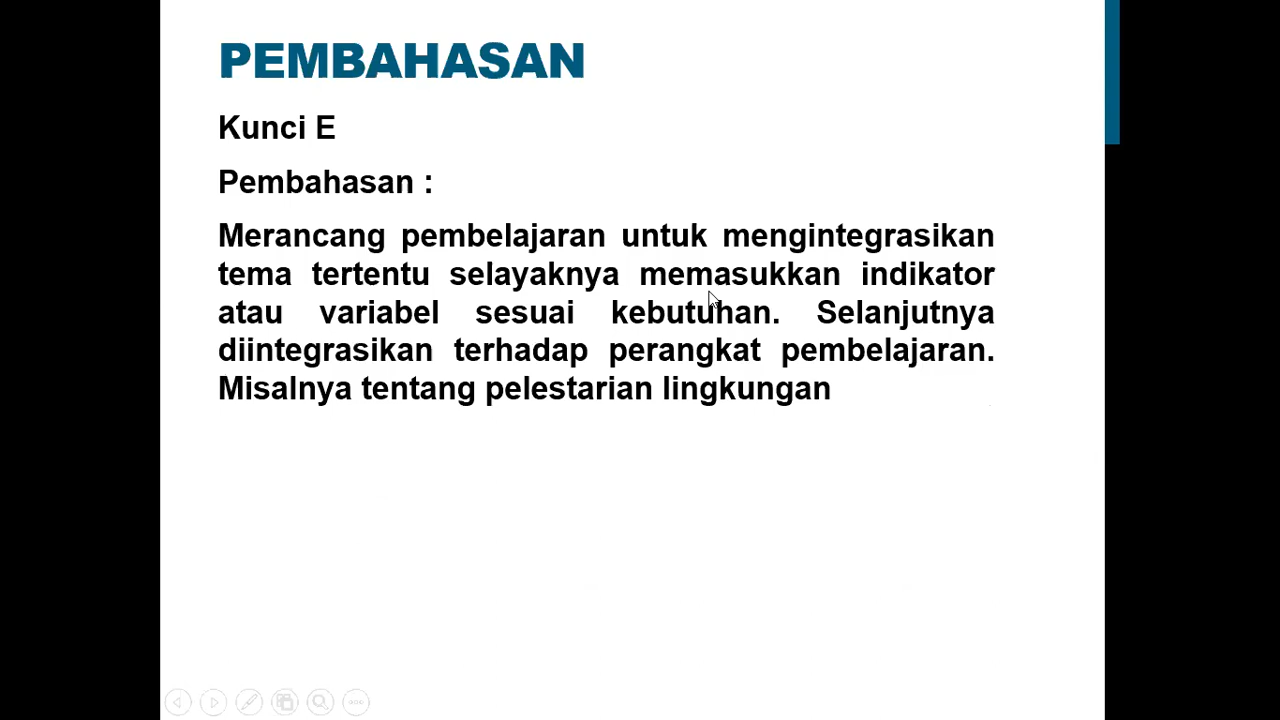 PEMBAHASAN
Kunci E
Pembahasan :
Merancang pembelajaran untuk mengintegrasikan
tema tertentu selayaknya memasukkan indikator
atau variabel sesuai kebutuhan. Selanjutnya
diintegrasikan terhadap perangkat pembelajaran.
Misalnya tentang pelestarian lingkungan